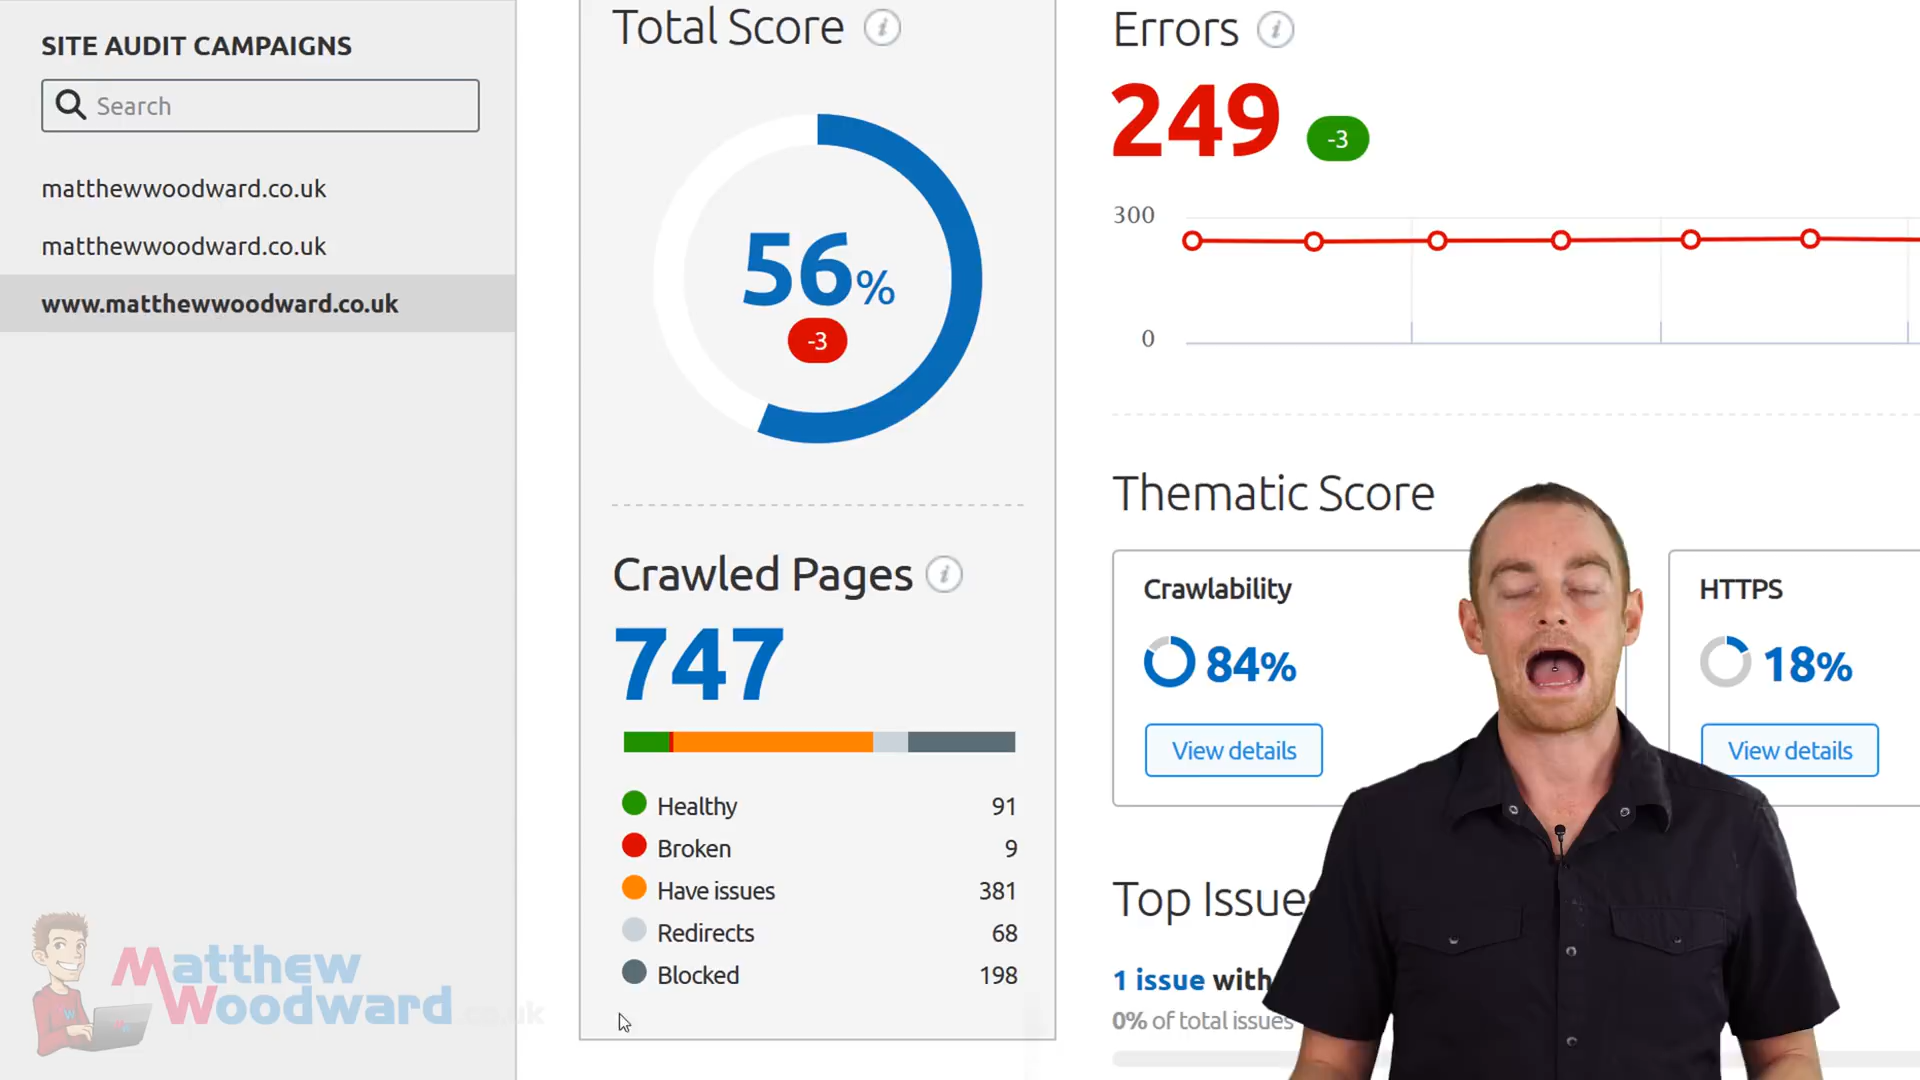 SITE AUDIT CAMPAIGNS
Search
matthewwoodward.co.uk
matthewwoodward.co.uk
www.matthewwoodward.co.uk
Total Score
56%
-3
Crawled Pages
747
Healthy 91
Broken 9
Have issues 381
Redirects 68
Blocked 198
Errors
249 -3
300
0
Thematic Score
Crawlability
84%
View details
HTTPS
18%
View details
Top Issues
1 issue with
0% of total issues
Matthew
Woodward.co.uk